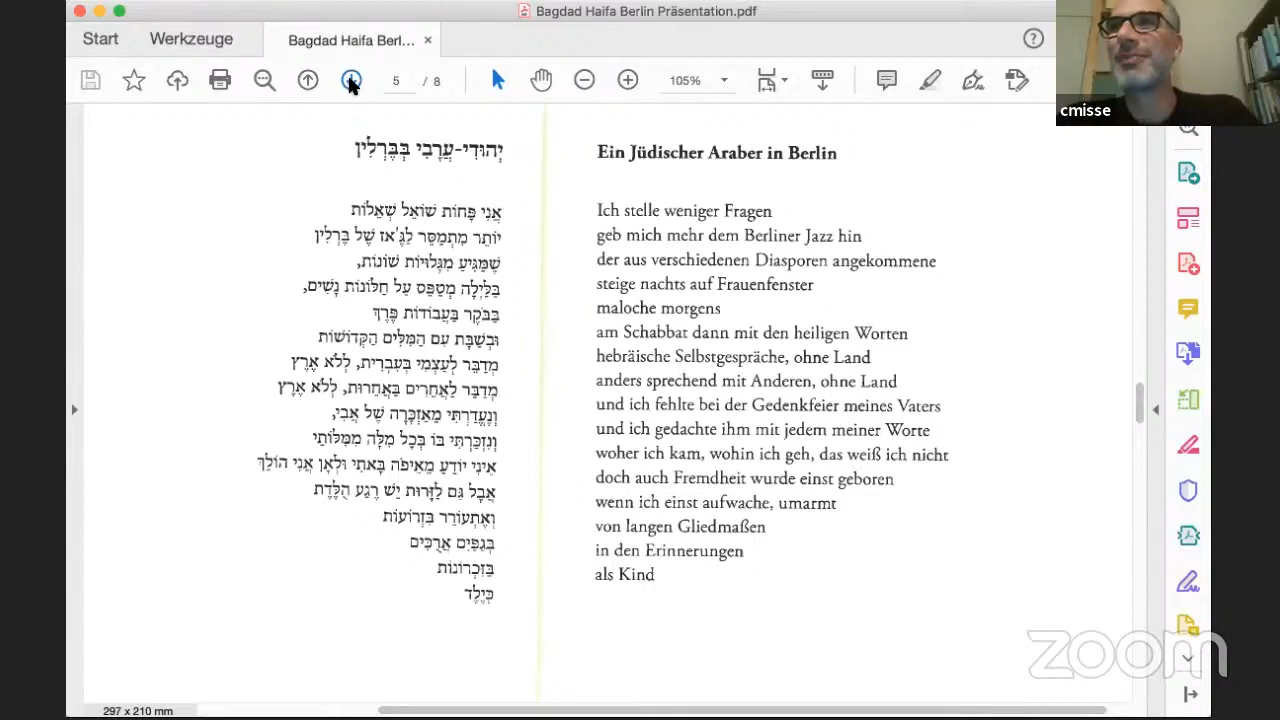 Bagdad Haifa Berlin Präsentation.pdf
Start
Werkzeuge
Bagdad Haifa Berl... ×
5 / 8
105%
cmisse
יְהוּדִי-עֲרָבִי בְּבֶּרְלִין
אֲנִי פָּחוֹת שׁוֹאֵל שְׁאֵלוֹת
יוֹתֵר מִתְמַסֵּר לַגֶּ'אז שֶׁל בֶּרְלִין
שֶׁמַּגִּיעַ מִגָּלֻיּוֹת שׁוֹנוֹת,
בַּלַּיְלָה מְטַפֵּס עַל חַלּוֹנוֹת נָשִׁים,
בַּבֹּקֶר בַּעֲבוֹדוֹת פֶּרֶךְ
וּבְשַׁבָּת עִם הַמִּלִּים הַקְּדוֹשׁוֹת
מְדַבֵּר לְעַצְמִי בְּעִבְרִית, לְלֹא אֶרֶץ
מְדַבֵּר לַאֲחֵרִים בַּאֲחֵרוּת, לְלֹא אֶרֶץ
וְנֶעְדַּרְתִּי מֵאַזְכָּרָה שֶׁל אָבִי,
וְנִזְכַּרְתִּי בּוֹ בְּכָל מִלָּה מִמִּלּוֹתַי
אֵינִי יוֹדֵעַ מֵאֵיפֹה בָּאתִי וּלְאָן אֲנִי הוֹלֵךְ
אֲבָל גַּם לַזָּרוּת יֵשׁ רֶגַע הֻלֶּדֶת
וְאֶתְעוֹרֵר בִּזְרוֹעוֹת
בִּגְפַּיִם אֲרֻכִּים
בַּזִּכְרוֹנוֹת
כְּיֶלֶד
Ein Jüdischer Araber in Berlin
Ich stelle weniger Fragen
geb mich mehr dem Berliner Jazz hin
der aus verschiedenen Diasporen angekommene
steige nachts auf Frauenfenster
maloche morgens
am Schabbat dann mit den heiligen Worten
hebräische Selbstgespräche, ohne Land
anders sprechend mit Anderen, ohne Land
und ich fehlte bei der Gedenkfeier meines Vaters
und ich gedachte ihm mit jedem meiner Worte
woher ich kam, wohin ich geh, das weiß ich nicht
doch auch Fremdheit wurde einst geboren
wenn ich einst aufwache, umarmt
von langen Gliedmaßen
in den Erinnerungen
als Kind
zoom
297 x 210 mm